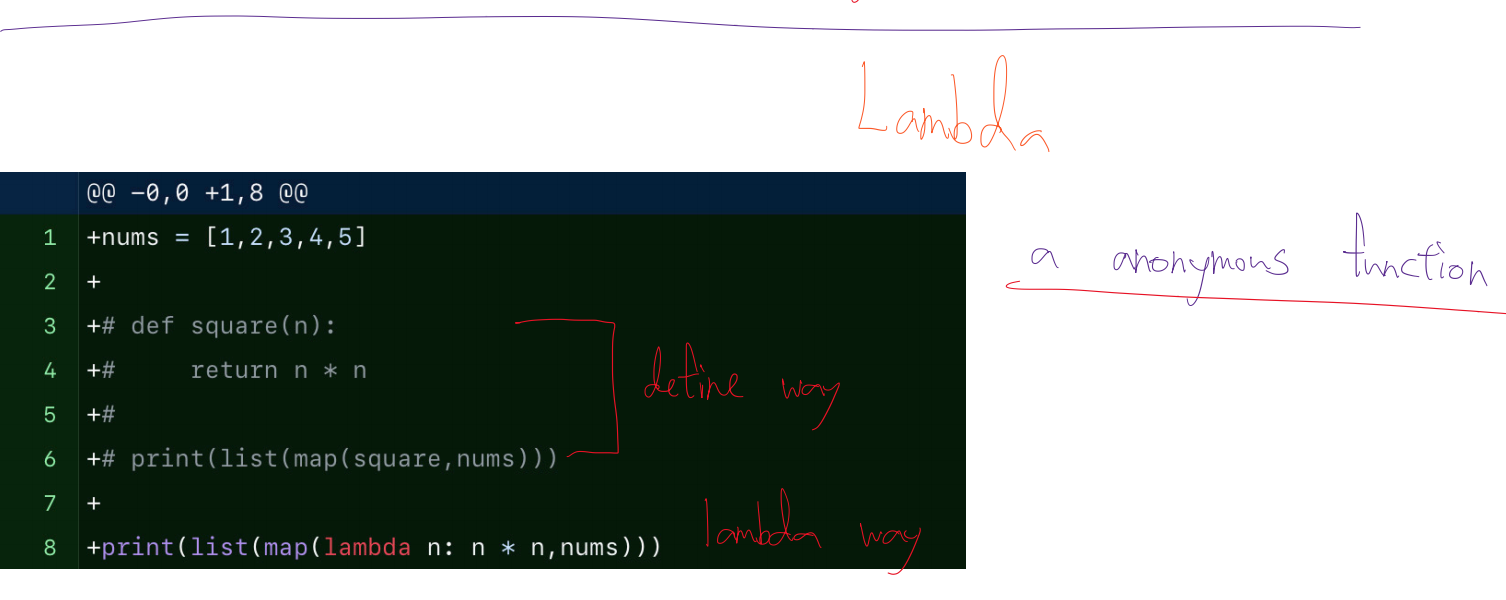 Lambda
@@ -0,0 +1,8 @@
1 +nums = [1,2,3,4,5]
a anonymous function
2 +
3 +# def square(n):
4 +#     return n * n
define way
5 +#
6 +# print(list(map(square,nums)))
7 +
8 +print(list(map(lambda n: n * n,nums)))
lambda way